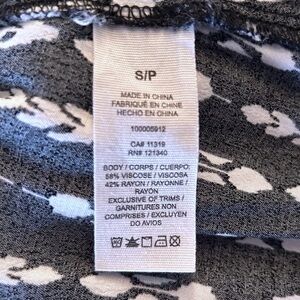 S/P
MADE IN CHINA
FABRIQUÉ EN CHINE
HECHO EN CHINA
100005912
CA# 11319
RN# 121340
BODY / CORPS / CUERPO:
58% VISCOSE / VISCOSA
42% RAYON / RAYONNE /
RAYON
EXCLUSIVE OF TRIMS /
GARNITURES NON
COMPRISES / EXCLUYEN
DO AVIOS